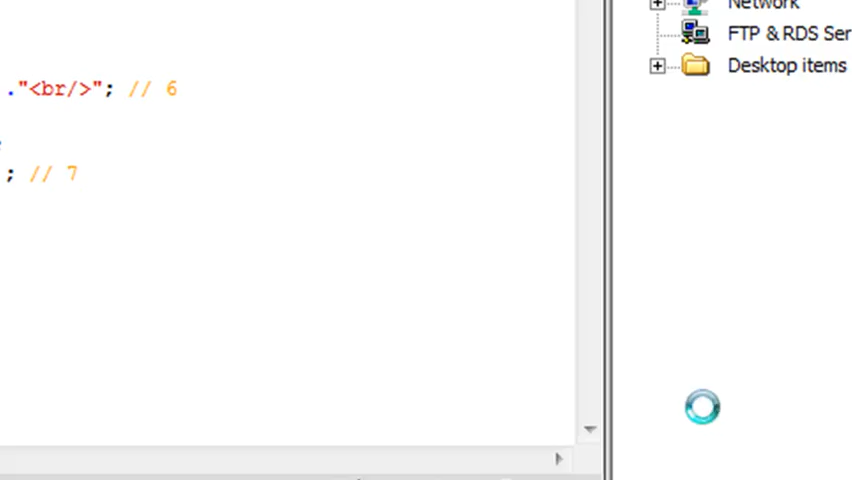 Network
FTP & RDS Ser
."<br/>"; // 6
Desktop items
; // 7